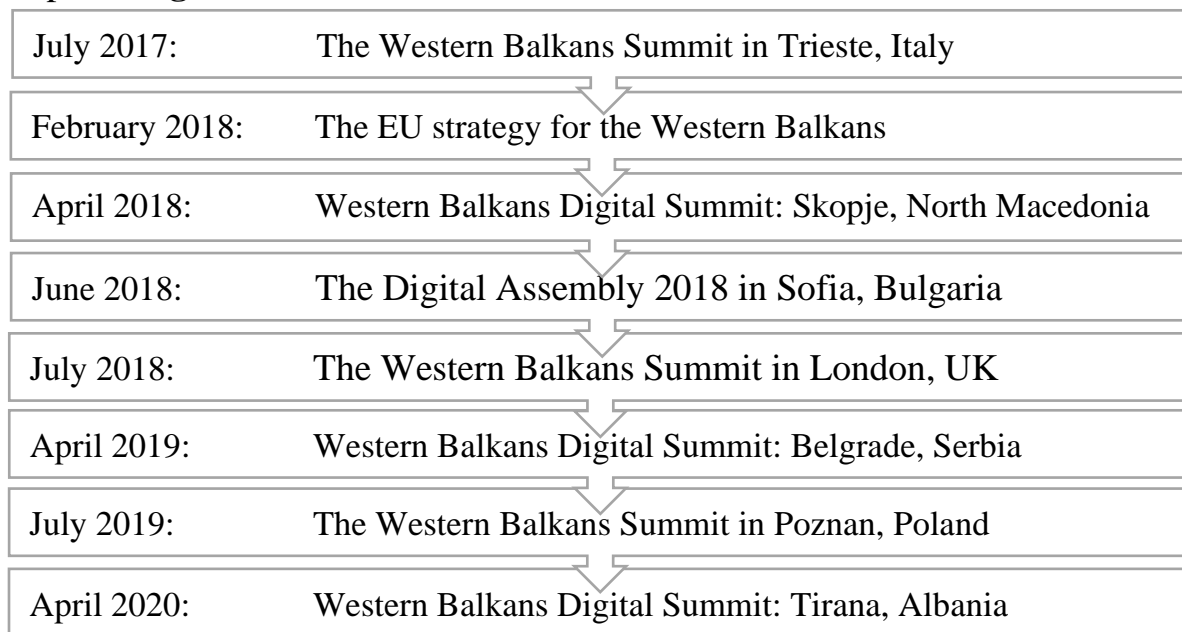 July 2017: The Western Balkans Summit in Trieste, Italy
February 2018: The EU strategy for the Western Balkans
April 2018: Western Balkans Digital Summit: Skopje, North Macedonia
June 2018: The Digital Assembly 2018 in Sofia, Bulgaria
July 2018: The Western Balkans Summit in London, UK
April 2019: Western Balkans Digital Summit: Belgrade, Serbia
July 2019: The Western Balkans Summit in Poznan, Poland
April 2020: Western Balkans Digital Summit: Tirana, Albania